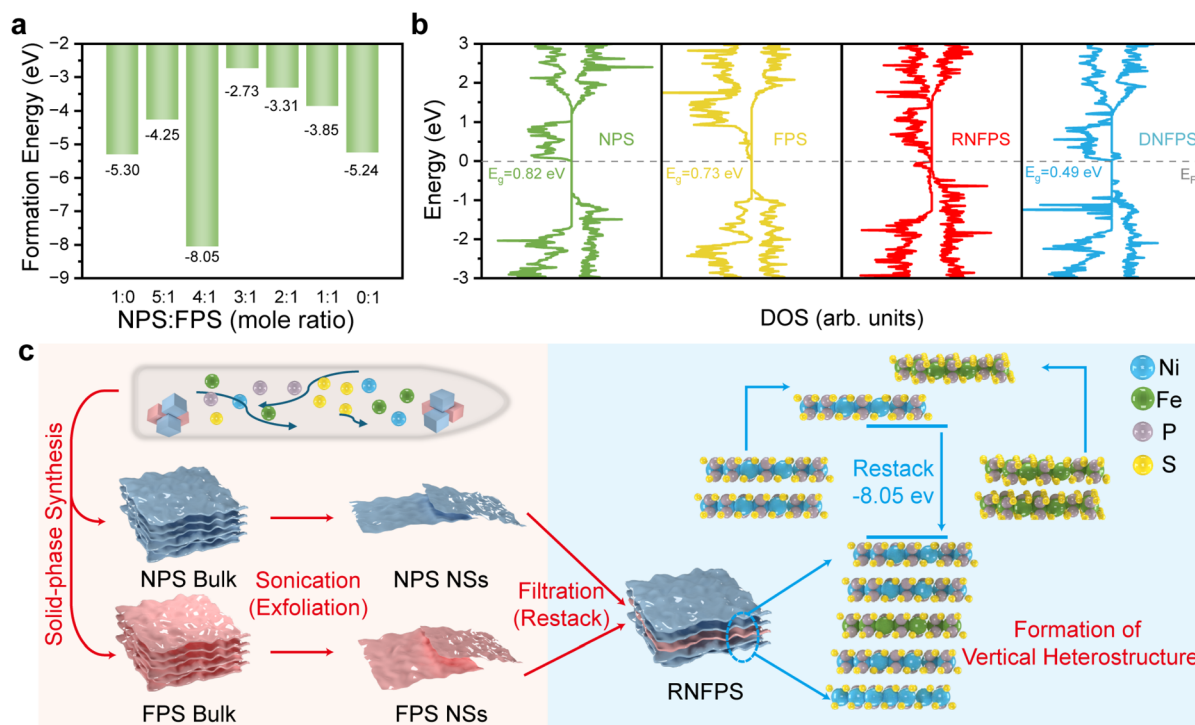 a
Formation Energy (eV)
-2
-3
-4
-5
-6
-7
-8
-9
-5.30
-4.25
-8.05
-2.73
-3.31
-3.85
-5.24
1:0 5:1 4:1 3:1 2:1 1:1 0:1
NPS:FPS (mole ratio)
b
Energy (eV)
3
2
1
0
-1
-2
-3
NPS
Eg=0.82 eV
FPS
Eg=0.73 eV
RNFPS
DNFPS
Eg=0.49 eV
EF
DOS (arb. units)
c
Solid-phase Synthesis
NPS Bulk
FPS Bulk
Sonication
(Exfoliation)
NPS NSs
FPS NSs
Filtration
(Restack)
RNFPS
Restack
-8.05 ev
Ni
Fe
P
S
Formation of
Vertical Heterostructure